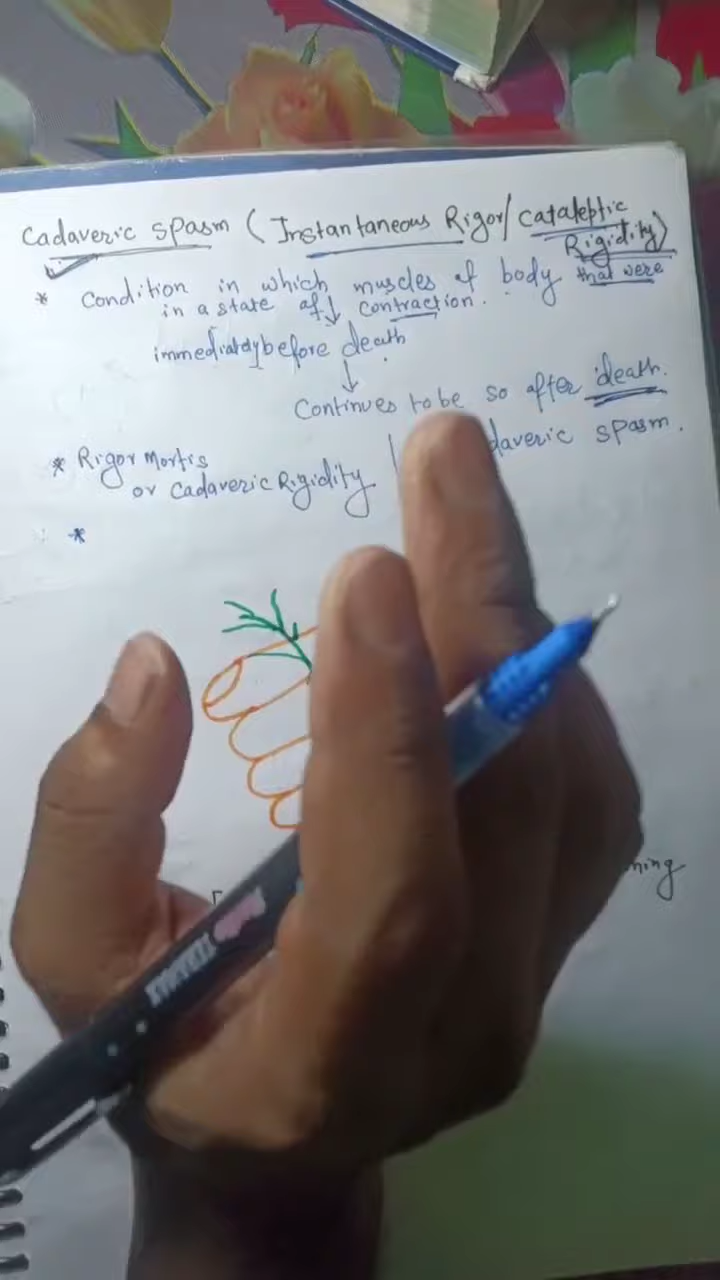 Cadaveric Spasm (Instantaneous Rigor/Cataleptic
Rigidity)
* Condition in which muscles of body that were
in a state of contraction.
immediately before death
Continues to be so after death.
* Rigor Mortis
or Cadaveric Rigidity
daveric spasm.
*
ning